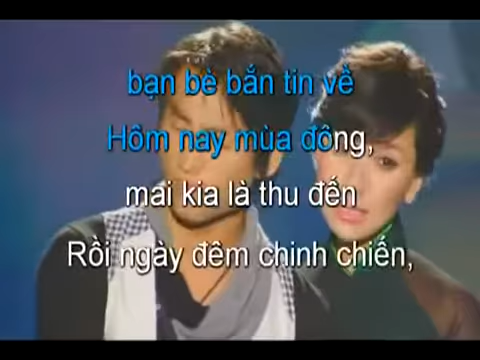 bạn bè bắn tin về
Hôm nay mùa đông,
mai kia là thu đến
Rồi ngày đêm chinh chiến,